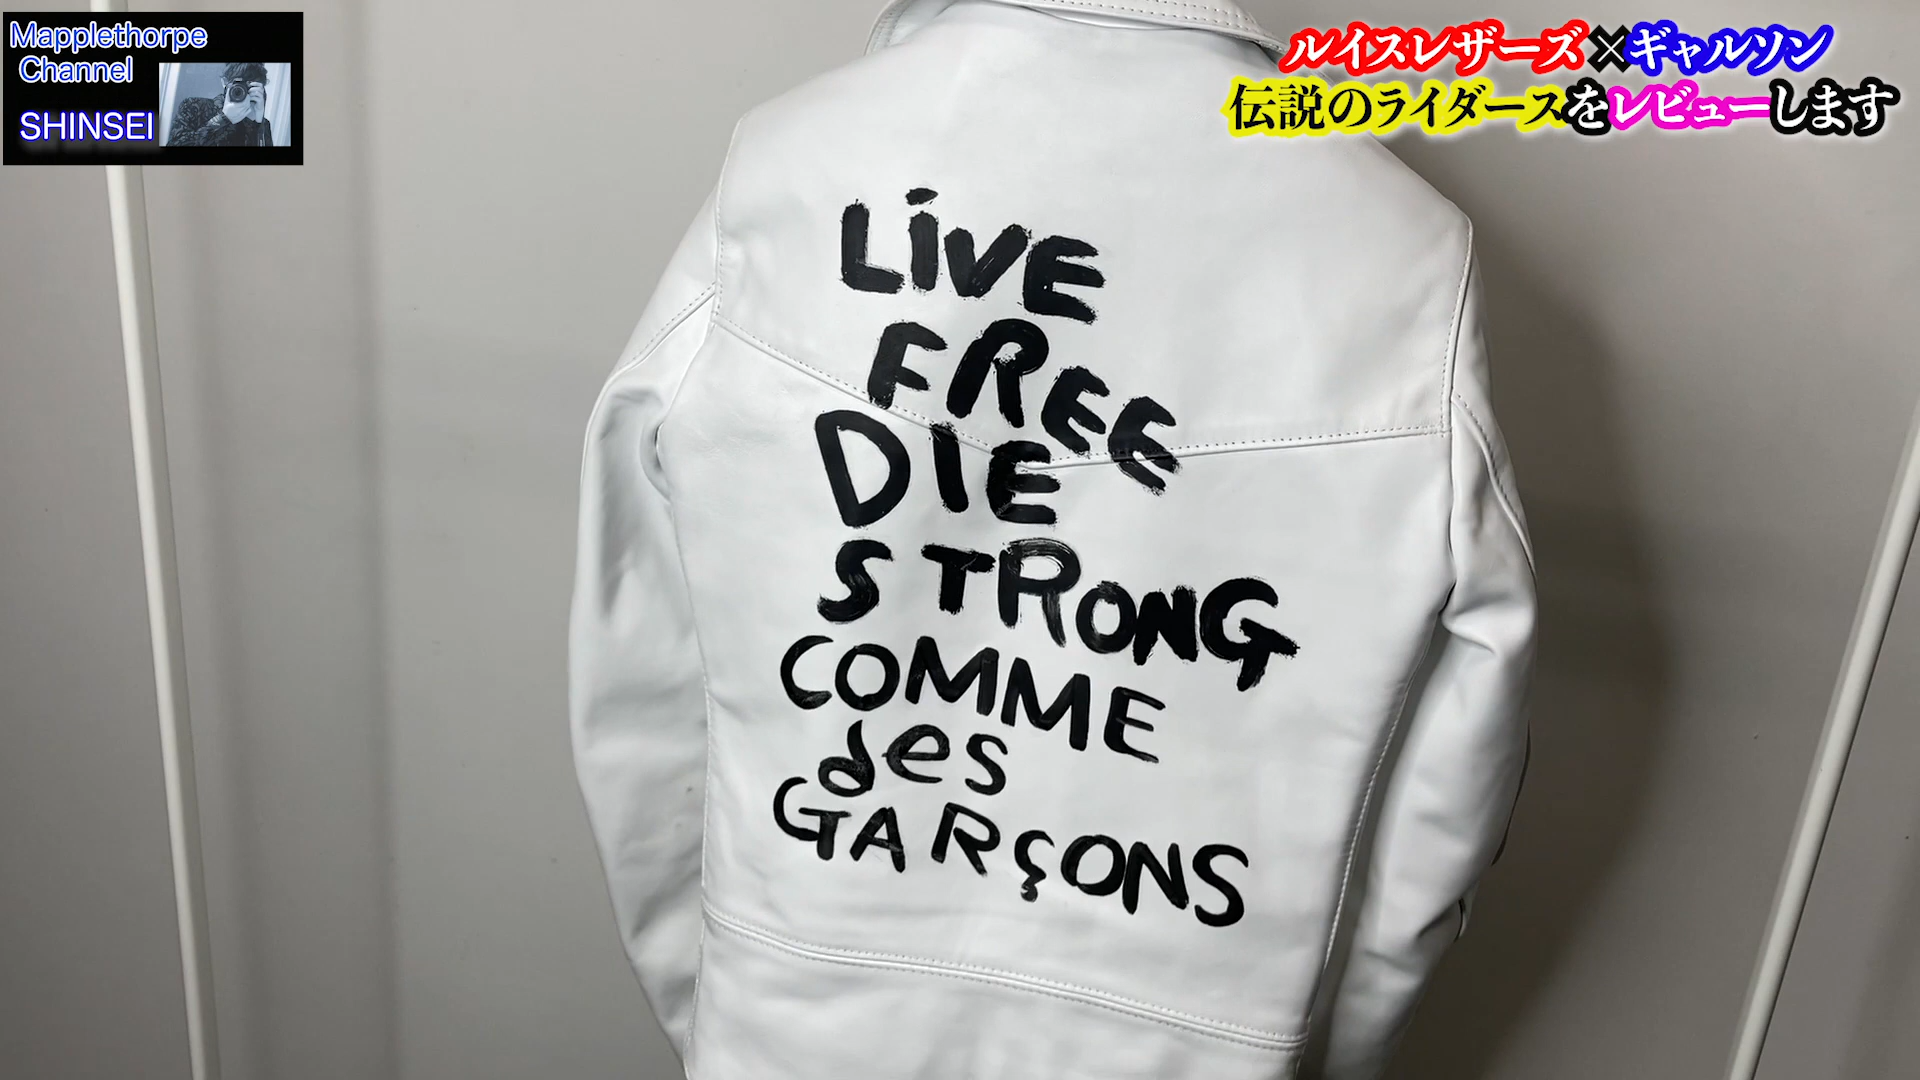 Mapplethorpe
Channel
SHINSEI
ルイスレザーズ×ギャルソン
伝説のライダースをレビューします
LiVE
FREE
DIE
STRONG
COMME
des
GARÇONS